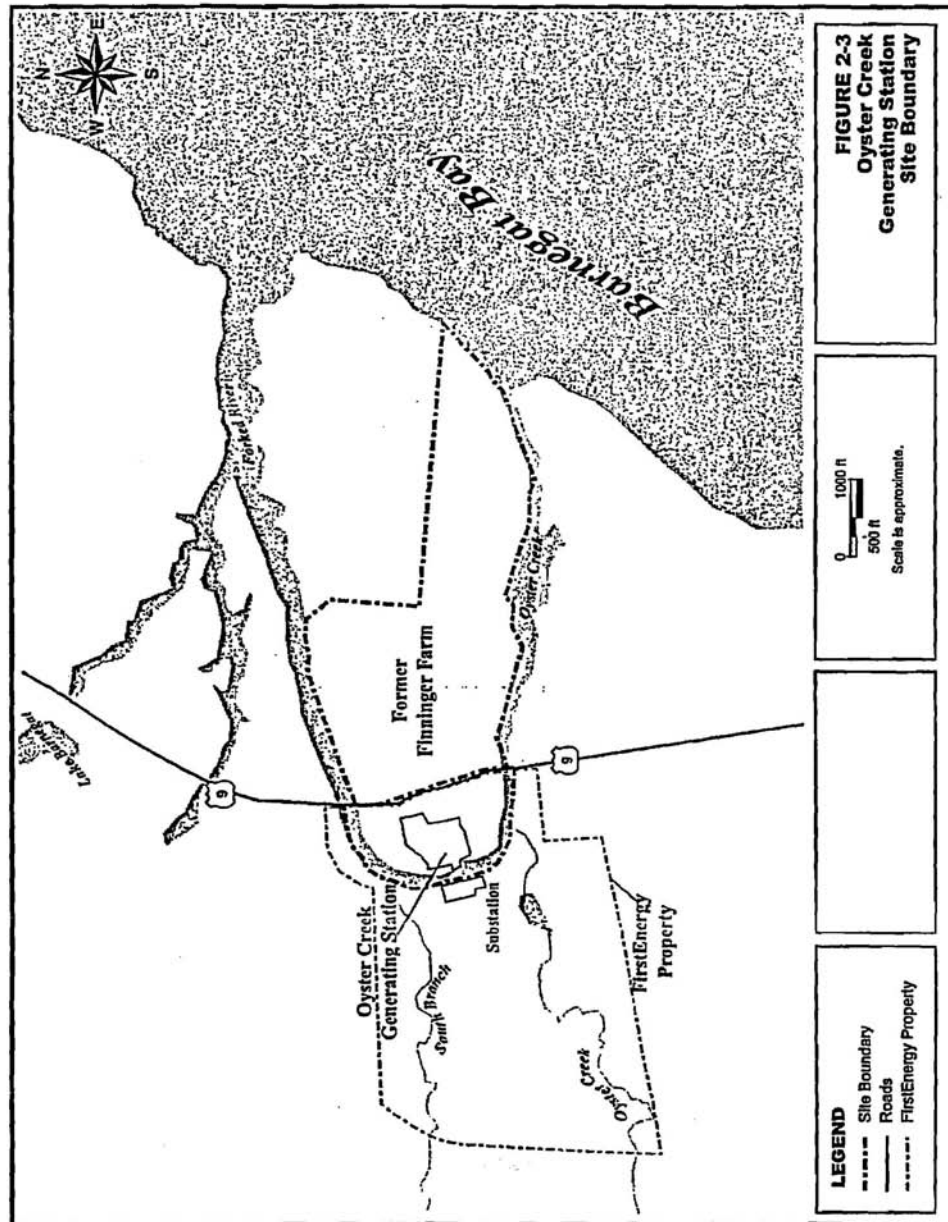 N
E
W
S
Lake Barnegat
Forked River
Barnegat Bay
9
Former
Finninger Farm
Oyster Creek
Generating Station
South Branch
Substation
Oyster Creek
9
FirstEnergy
Property
Oyster
Creek
LEGEND
Site Boundary
Roads
FirstEnergy Property
0
1000 ft
500 ft
Scale is approximate.
FIGURE 2-3
Oyster Creek
Generating Station
Site Boundary